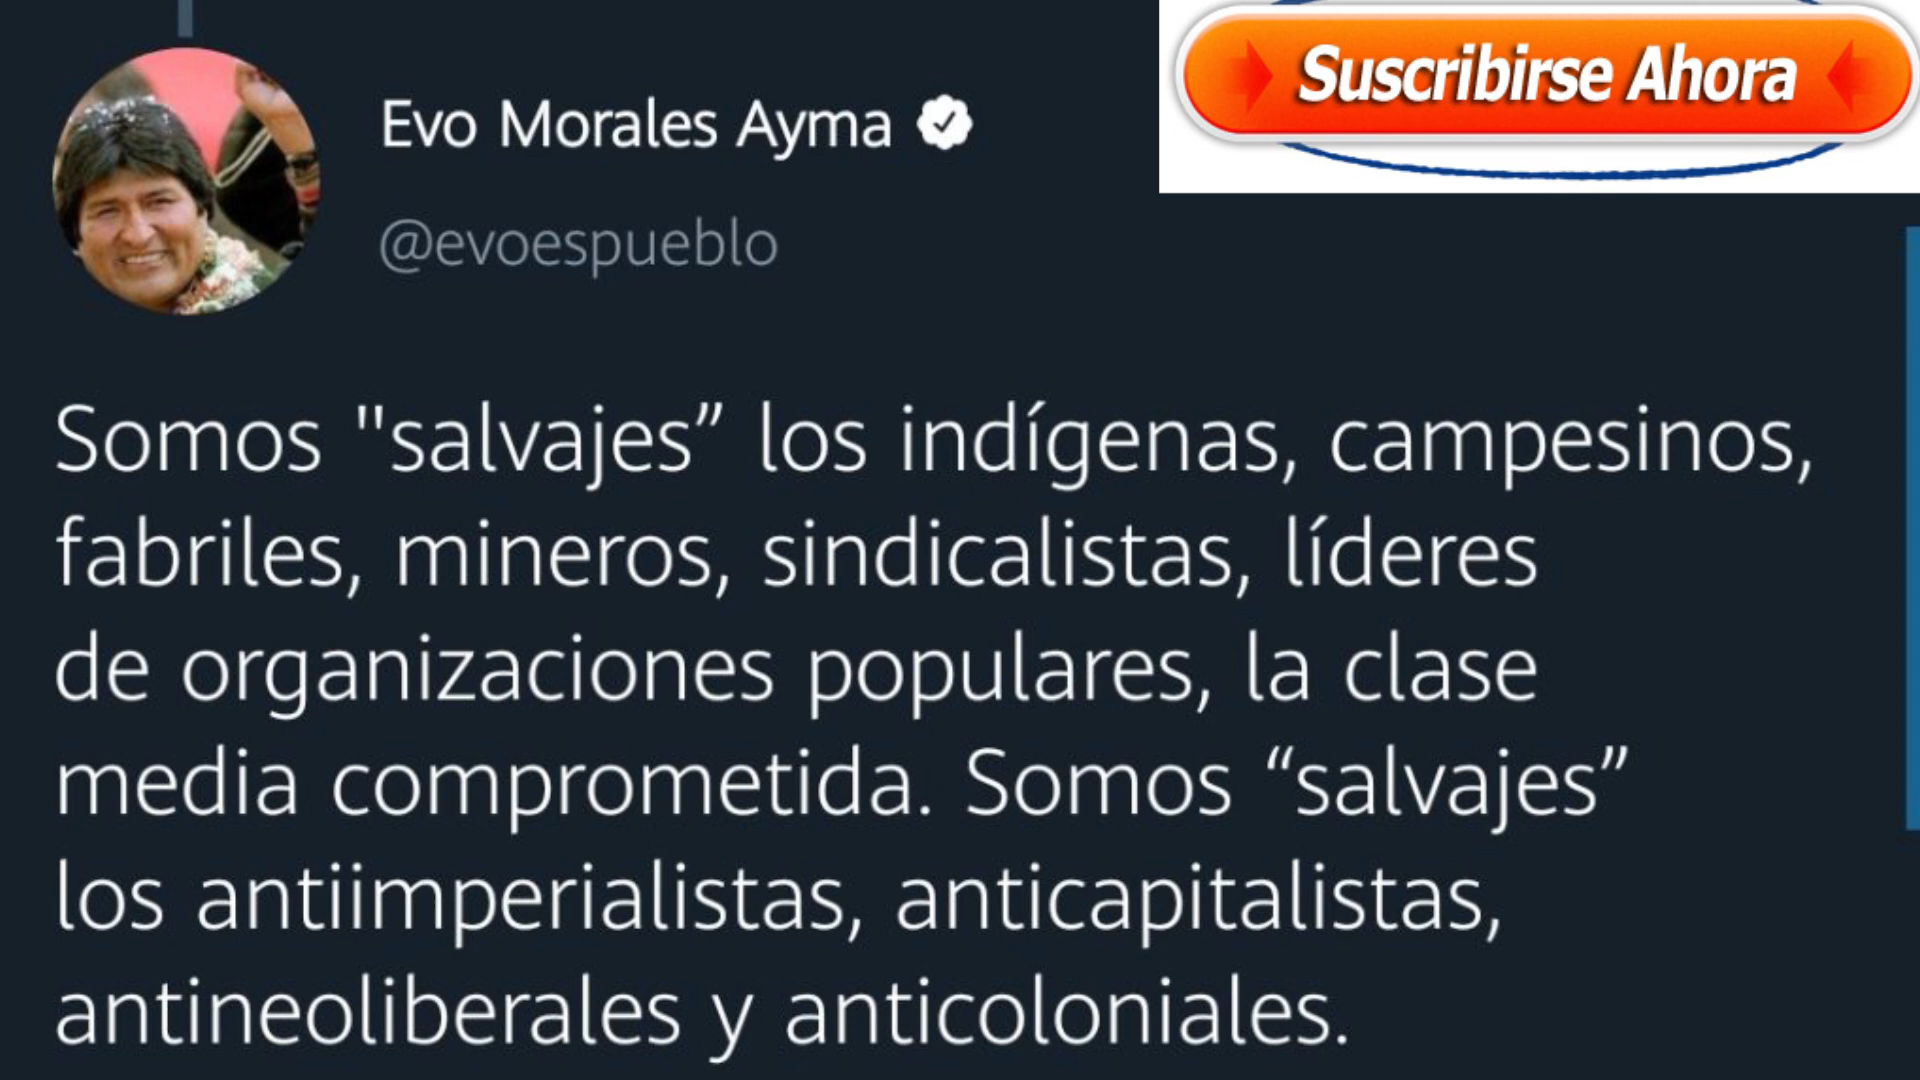 Evo Morales Ayma
@evoespueblo
Suscribirse Ahora
Somos "salvajes” los indígenas, campesinos,
fabriles, mineros, sindicalistas, líderes
de organizaciones populares, la clase
media comprometida. Somos “salvajes”
los antiimperialistas, anticapitalistas,
antineoliberales y anticoloniales.